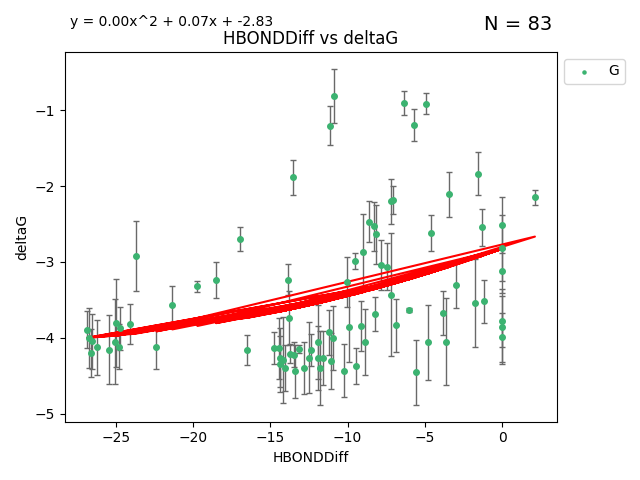 y = 0.00x^2 + 0.07x + -2.83
N = 83
HBONDDiff vs deltaG
G
deltaG
−1
−2
−3
−4
−5
−25
−20
−15
−10
−5
0
HBONDDiff